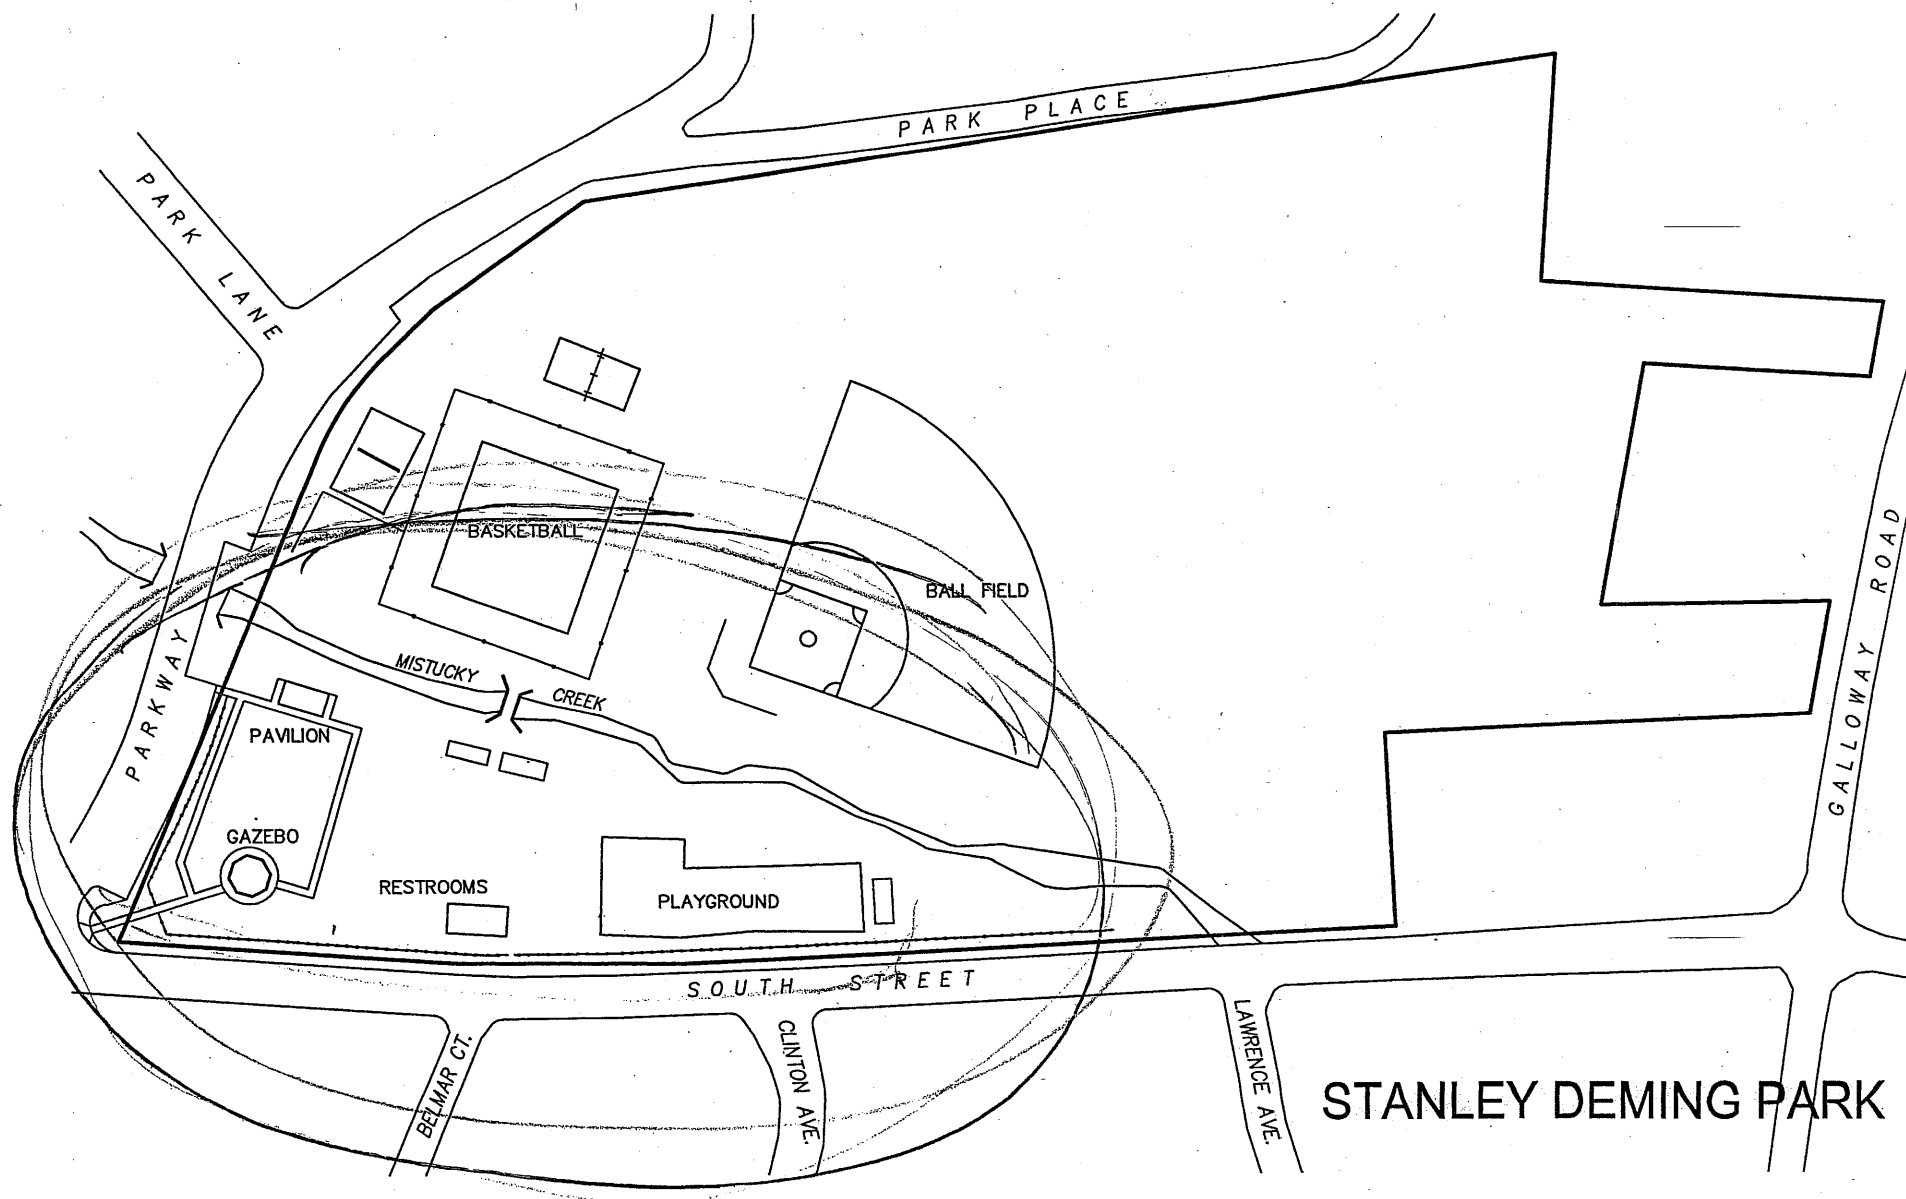 PARK PLACE
PARK LANE
BASKETBALL
BALL FIELD
MISTUCKY
CREEK
PARKWAY
PAVILION
GAZEBO
RESTROOMS
PLAYGROUND
GALLOWAY ROAD
SOUTH STREET
BELMAR CT.
CLINTON AVE.
LAWRENCE AVE.
STANLEY DEMING PARK